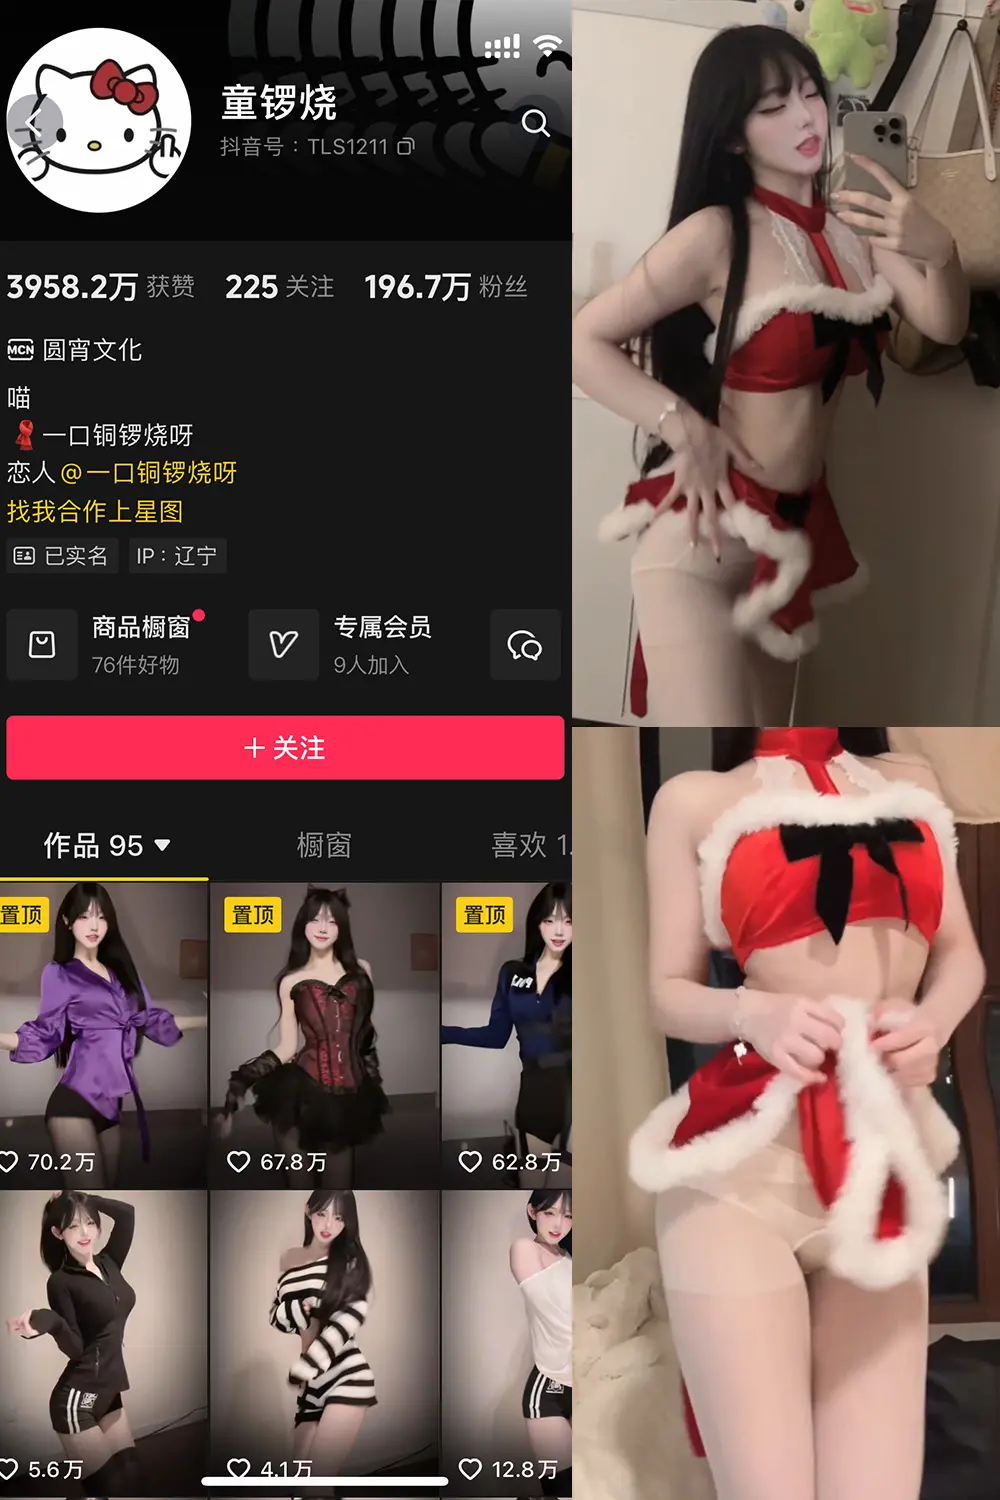 童锣烧
抖音号：TLS1211
3958.2万 获赞 225 关注 196.7万 粉丝
MCN 圆宵文化
喵
一口铜锣烧呀
恋人@一口铜锣烧呀
找我合作上星图
已实名 IP：辽宁
商品橱窗 专属会员
76件好物 9人加入
+ 关注
作品 95 橱窗 喜欢 1.
置顶 置顶 置顶
70.2万 67.8万 62.8万
5.6万 4.1万 12.8万